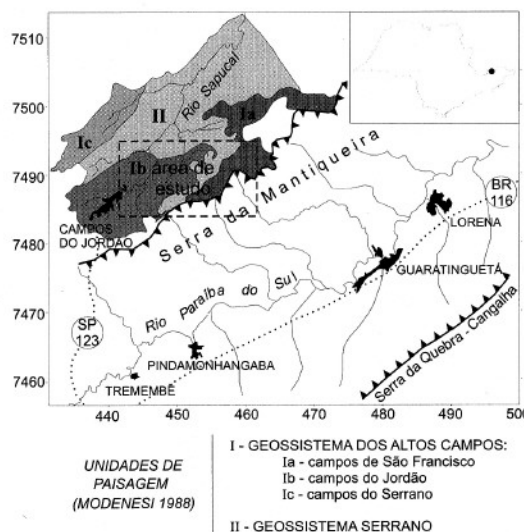 7513
7500
7490
7484
7470
7460
440
450
460
470
480
490
500
Ic
II
Rio Sapucaí
Ia
Ib
área de
estudo
CAMPOS
DO JORDÃO
Serra da Mantiqueira
BR
116
LORENA
GUARATINGUETÁ
Rio Paraíba do Sul
SP
123
PINDAMONHANGABA
TREMEMBÉ
Serra da Quebra - Cangalha
UNIDADES DE
PAISAGEM
(MODENESI 1988)
I - GEOSSISTEMA DOS ALTOS CAMPOS:
Ia - campos de São Francisco
Ib - campos do Jordão
Ic - campos do Serrano
II - GEOSSISTEMA SERRANO